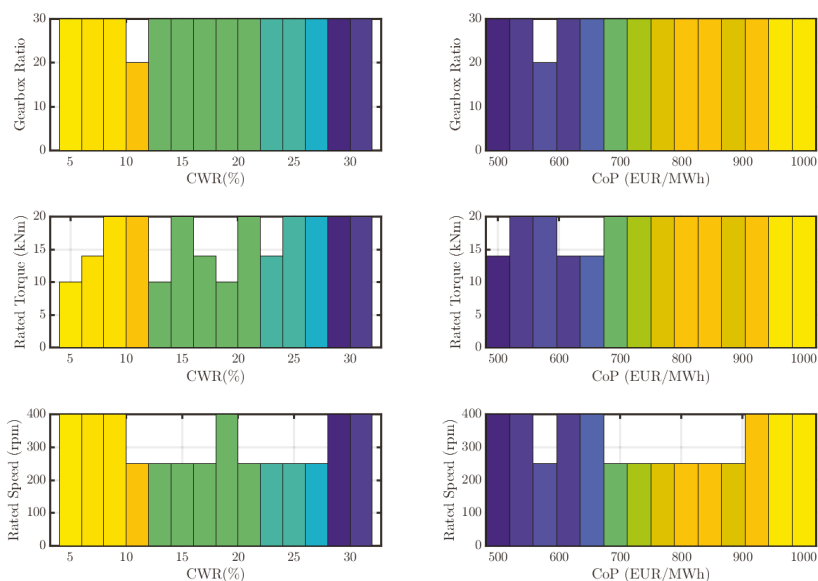 Gearbox Ratio
30
20
10
0
5 10 15 20 25 30
CWR(%)
Gearbox Ratio
30
20
10
0
500 600 700 800 900 1000
CoP (EUR/MWh)
Rated Torque (kNm)
20
15
10
5
0
5 10 15 20 25 30
CWR(%)
Rated Torque (kNm)
20
15
10
5
0
500 600 700 800 900 1000
CoP (EUR/MWh)
Rated Speed (rpm)
400
300
200
100
0
5 10 15 20 25 30
CWR(%)
Rated Speed (rpm)
400
300
200
100
0
500 600 700 800 900 1000
CoP (EUR/MWh)